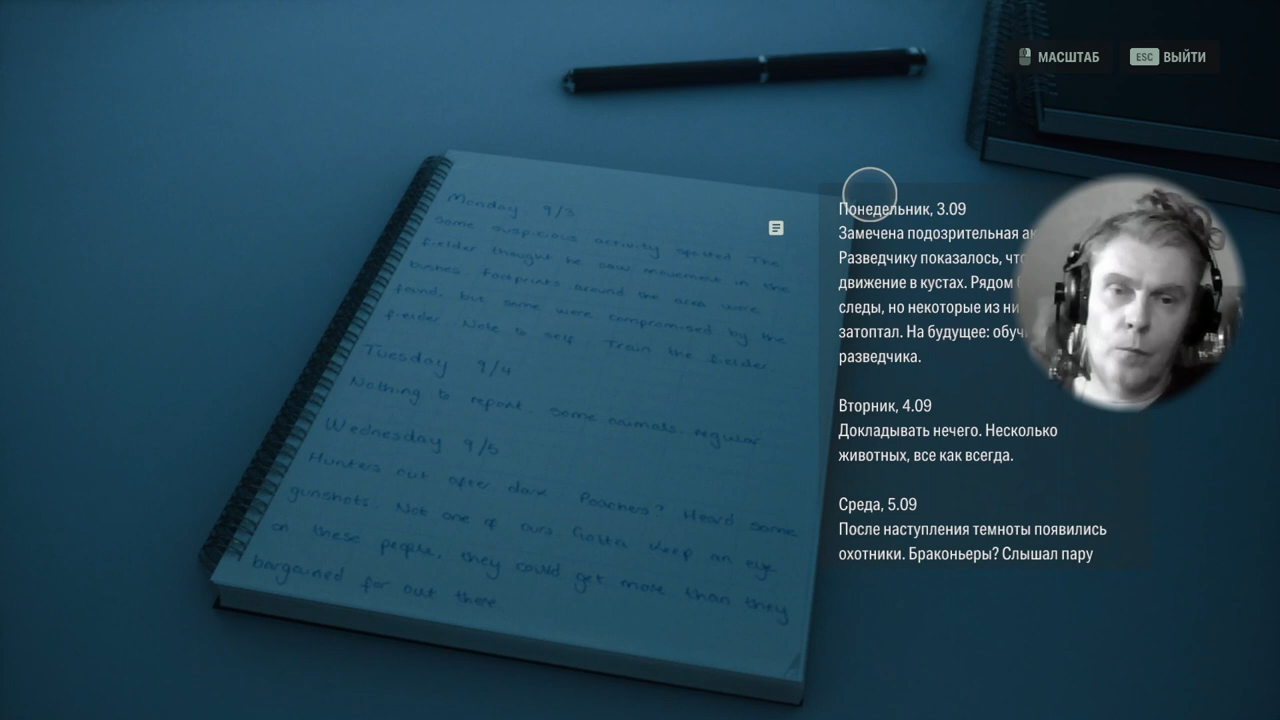 МАСШТАБ
ESC ВЫЙТИ
Monday. 9/3
Some suspicious activity spotted. The
fielder thought he saw movement in the
bushes. Footprints around the area were
found, but some were compromised by the
fielder. Note to self: Train the fielder.
Tuesday 9/4
Nothing to report. Some animals. regular
Wednesday 9/5
Hunters out after dark. Poachers? Heard some
gunshots. Not one of ours. Gotta keep an eye
on these people, they could get more than they
bargained for out there
Понедельник, 3.09
Замечена подозрительная
Разведчику показалось, что
движение в кустах. Рядом
следы, но некоторые из
затоптал. На будущее:
разведчика.
Вторник, 4.09
Докладывать нечего. Несколько
животных, все как всегда.
Среда, 5.09
После наступления темноты появились
охотники. Браконьеры? Слышал пару